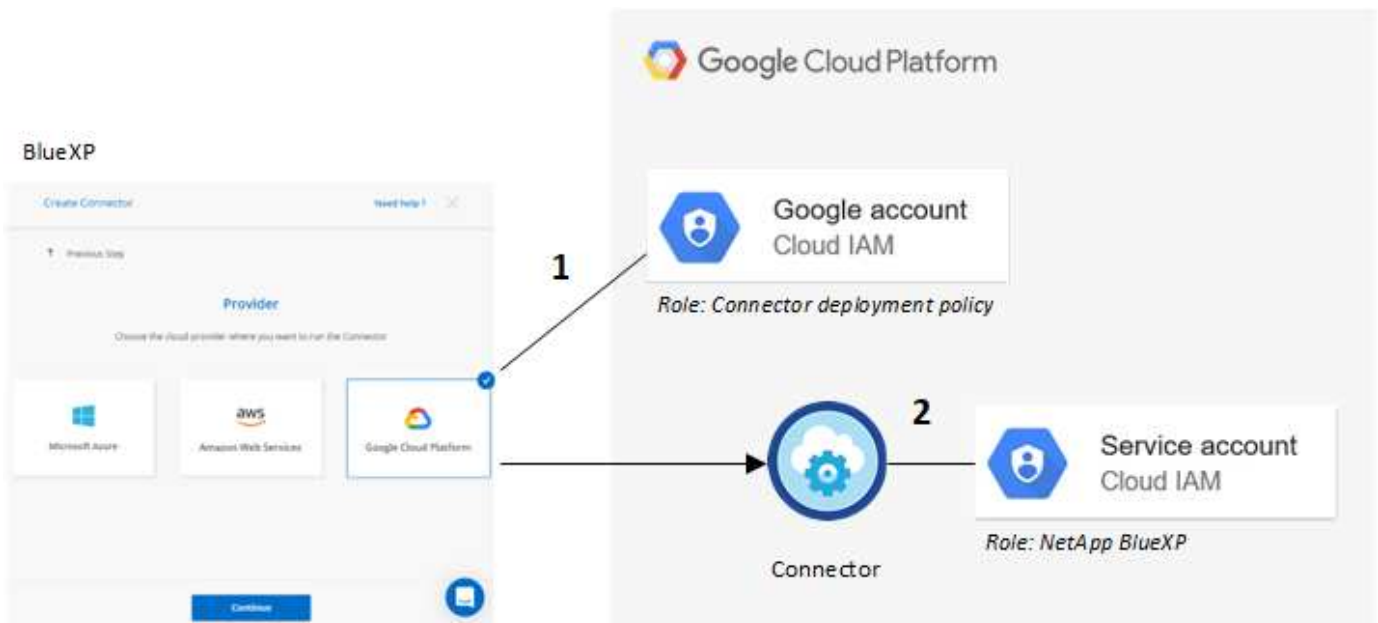 Google Cloud Platform
BlueXP
Create Connector
Need help ?
Previous Step
Provider
Choose the cloud provider where you want to run the Connector
Microsoft Azure
aws
Amazon Web Services
Google Cloud Platform
Continue
1
Google account
Cloud IAM
Role: Connector deployment policy
2
Connector
Service account
Cloud IAM
Role: NetApp BlueXP